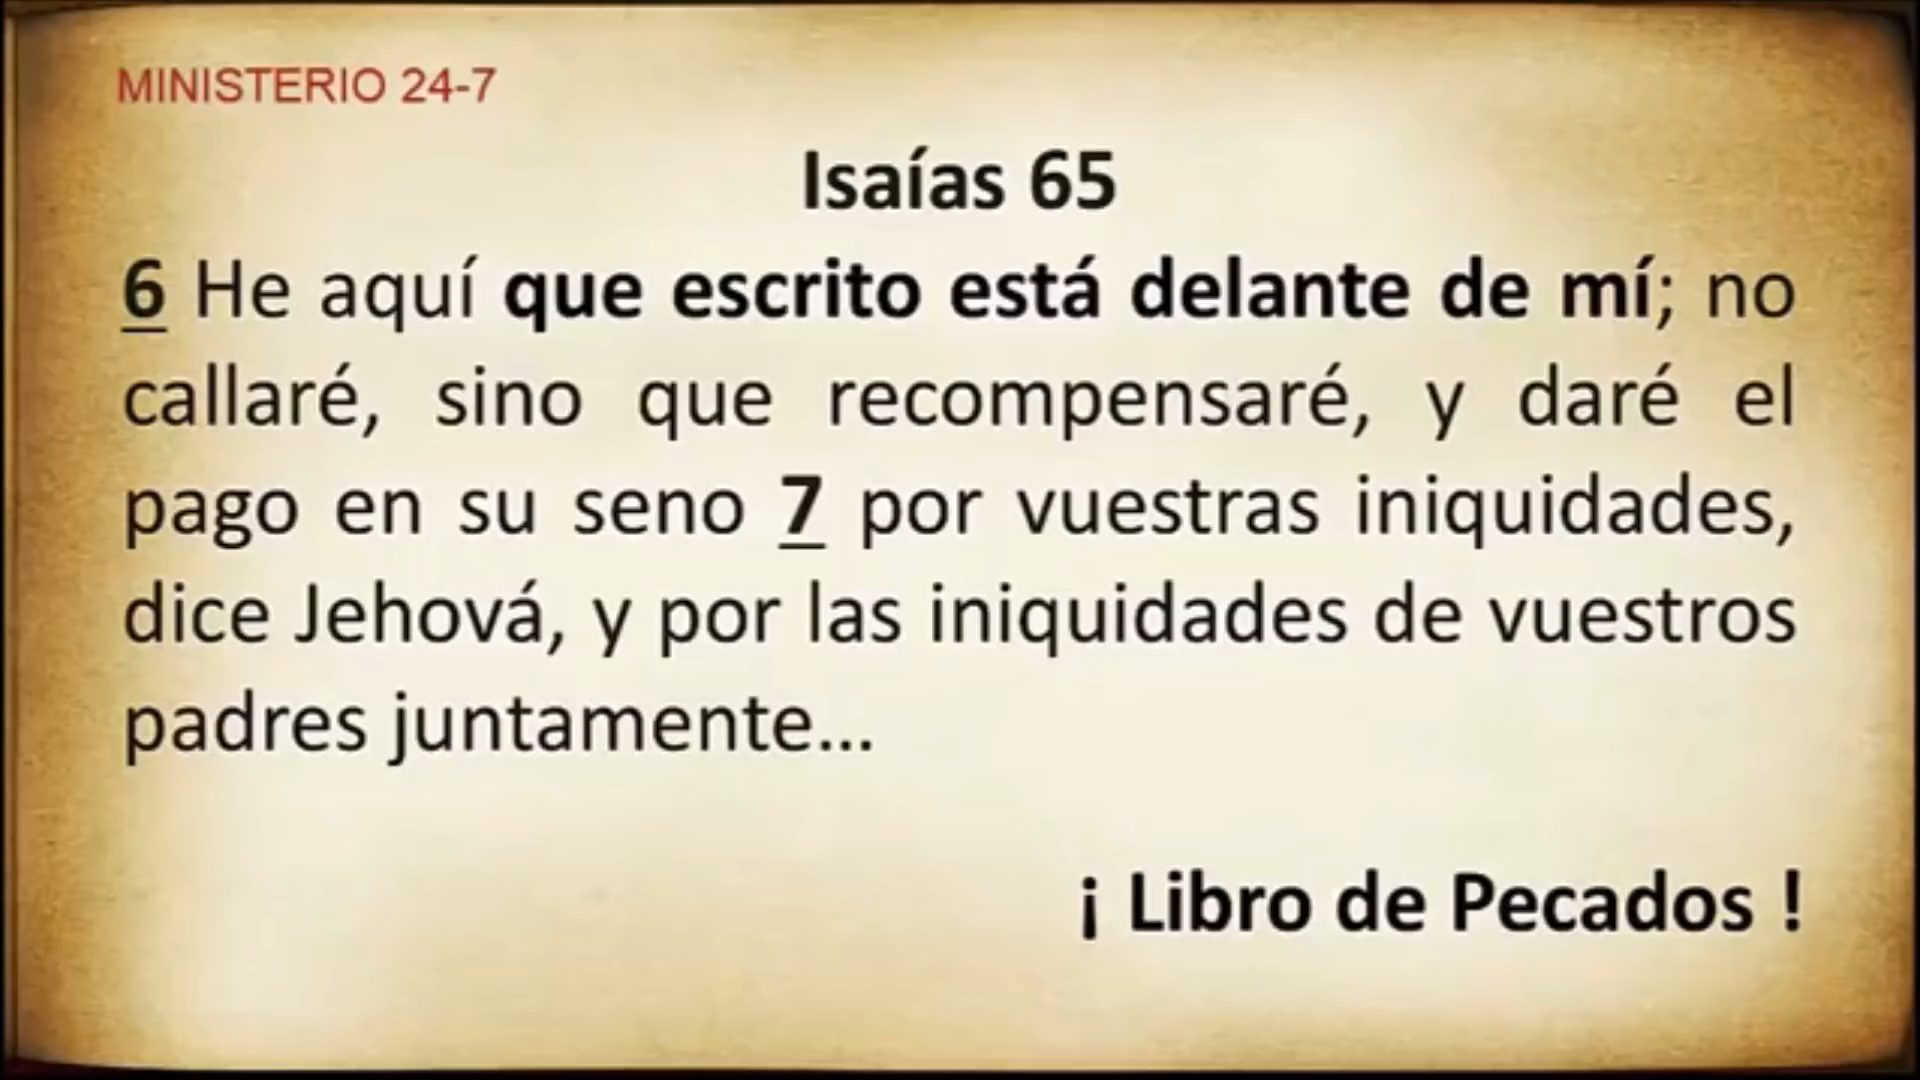 MINISTERIO 24-7
Isaías 65
6 He aquí que escrito está delante de mí; no
callaré, sino que recompensaré, y daré el
pago en su seno 7 por vuestras iniquidades,
dice Jehová, y por las iniquidades de vuestros
padres juntamente...
¡ Libro de Pecados !